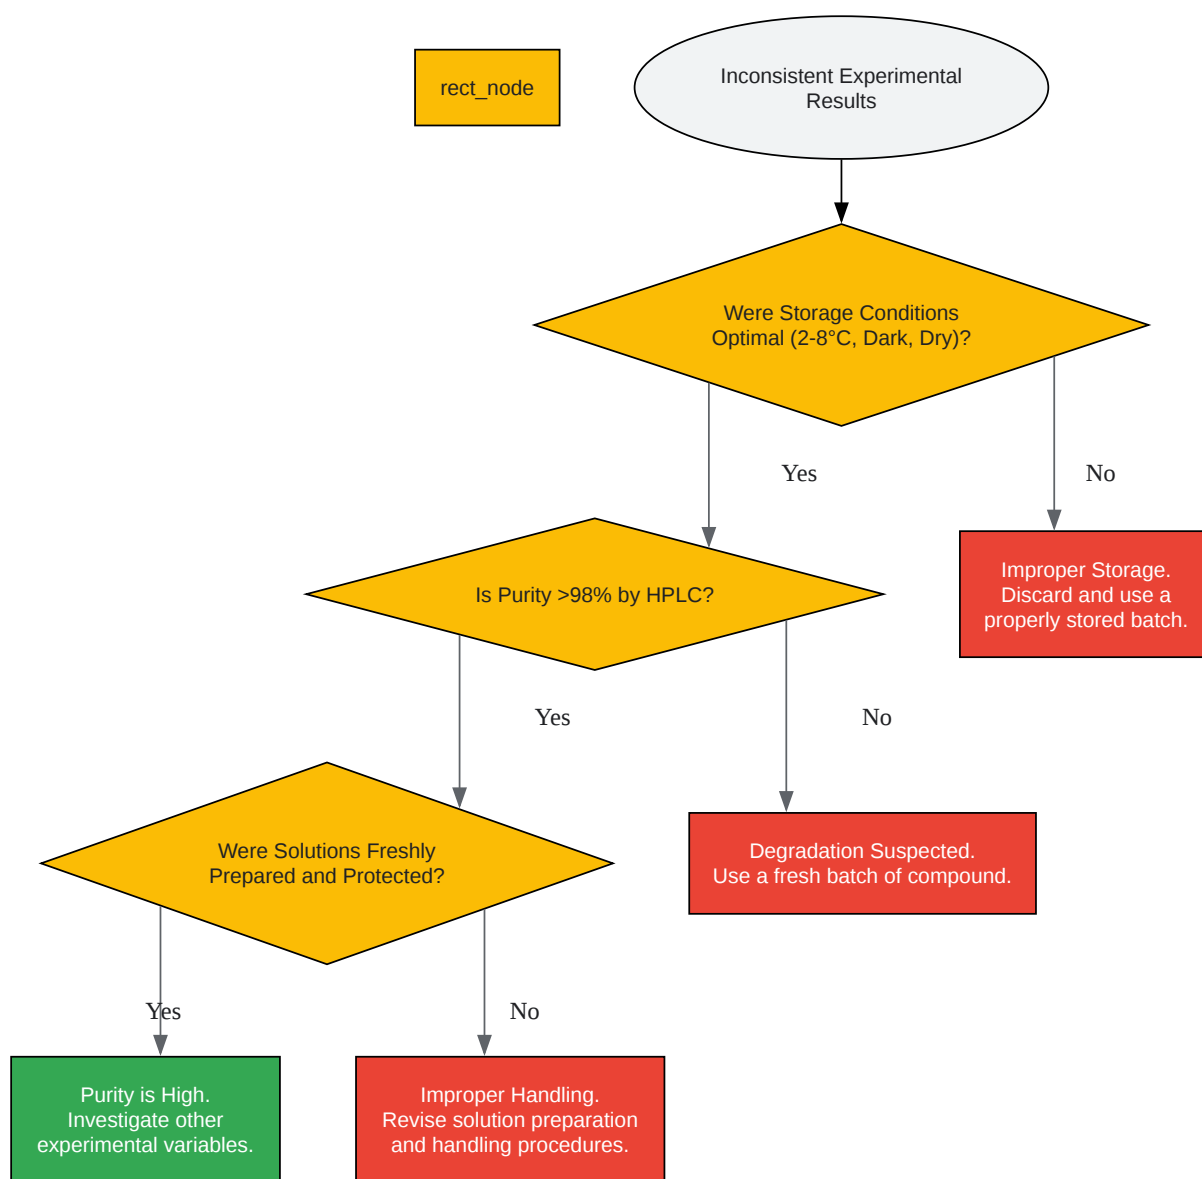 rect_node
Inconsistent Experimental
Results
Were Storage Conditions
Optimal (2-8°C, Dark, Dry)?
Yes
No
Is Purity >98% by HPLC?
Improper Storage.
Discard and use a
properly stored batch.
Yes
No
Were Solutions Freshly
Prepared and Protected?
Degradation Suspected.
Use a fresh batch of compound.
Yes
No
Purity is High.
Investigate other
experimental variables.
Improper Handling.
Revise solution preparation
and handling procedures.